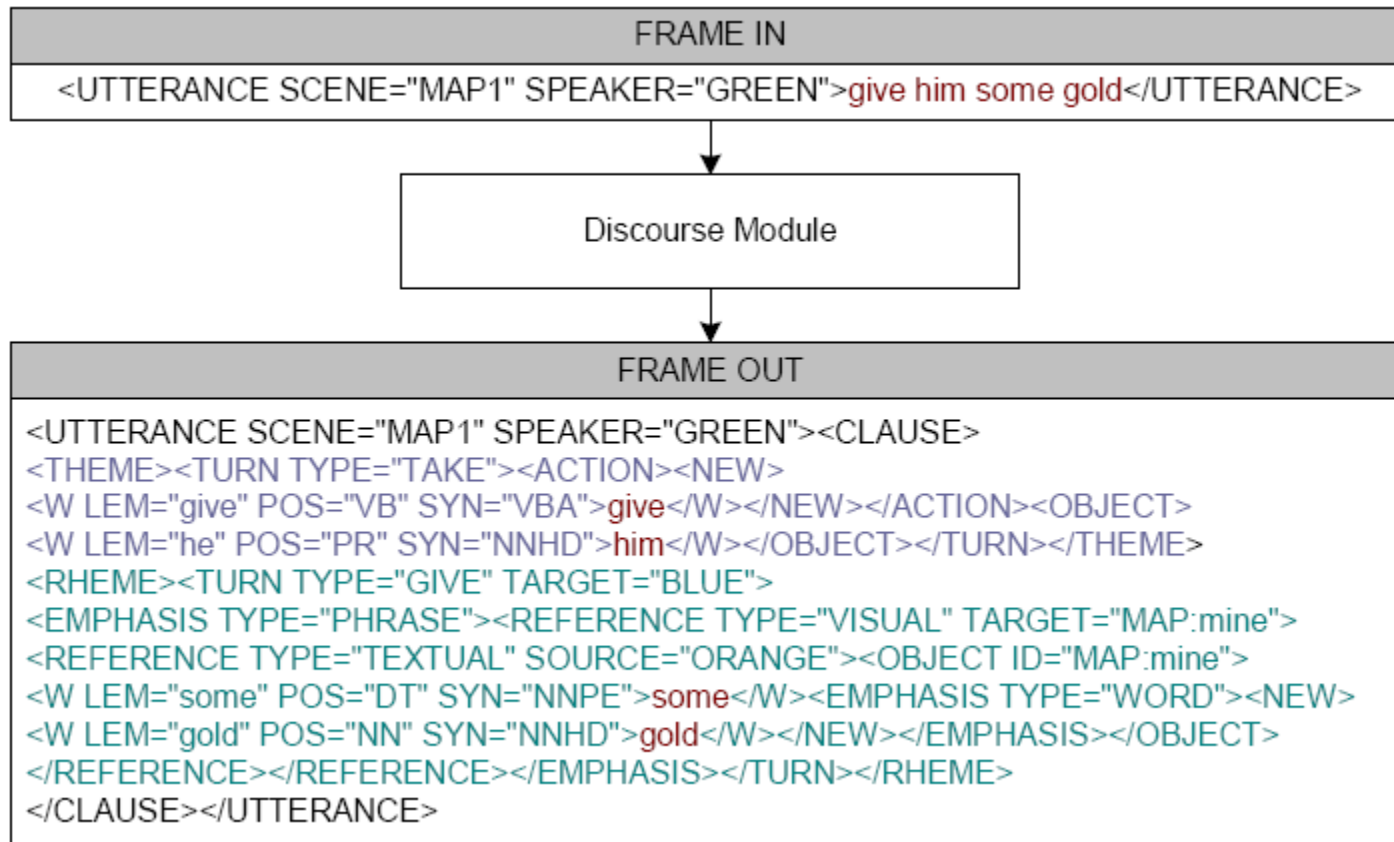 FRAME IN
<UTTERANCE SCENE="MAP1" SPEAKER="GREEN">give him some gold</UTTERANCE>
Discourse Module
FRAME OUT
<UTTERANCE SCENE="MAP1" SPEAKER="GREEN"><CLAUSE>
<THEME><TURN TYPE="TAKE"><ACTION><NEW>
<W LEM="give" POS="VB" SYN="VBA">give</W></NEW></ACTION><OBJECT>
<W LEM="he" POS="PR" SYN="NNHD">him</W></OBJECT></TURN></THEME>
<RHEME><TURN TYPE="GIVE" TARGET="BLUE">
<EMPHASIS TYPE="PHRASE"><REFERENCE TYPE="VISUAL" TARGET="MAP:mine">
<REFERENCE TYPE="TEXTUAL" SOURCE="ORANGE"><OBJECT ID="MAP:mine">
<W LEM="some" POS="DT" SYN="NNPE">some</W><EMPHASIS TYPE="WORD"><NEW>
<W LEM="gold" POS="NN" SYN="NNHD">gold</W></NEW></EMPHASIS></OBJECT>
</REFERENCE></REFERENCE></EMPHASIS></TURN></RHEME>
</CLAUSE></UTTERANCE>